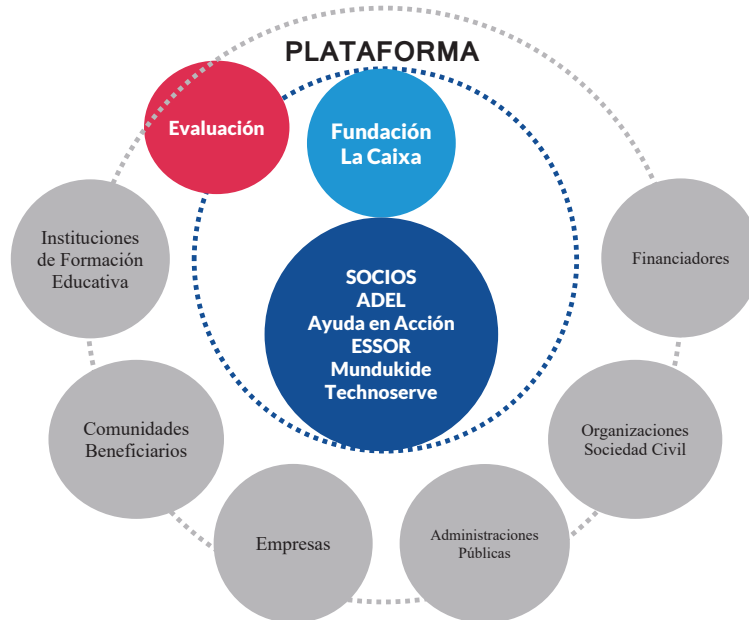 PLATAFORMA
Evaluación
Fundación
La Caixa
Instituciones
de Formación
Educativa
Financiadores
SOCIOS
ADEL
Ayuda en Acción
ESSOR
Mundukide
Technoserve
Comunidades
Beneficiarios
Organizaciones
Sociedad Civil
Empresas
Administraciones
Públicas